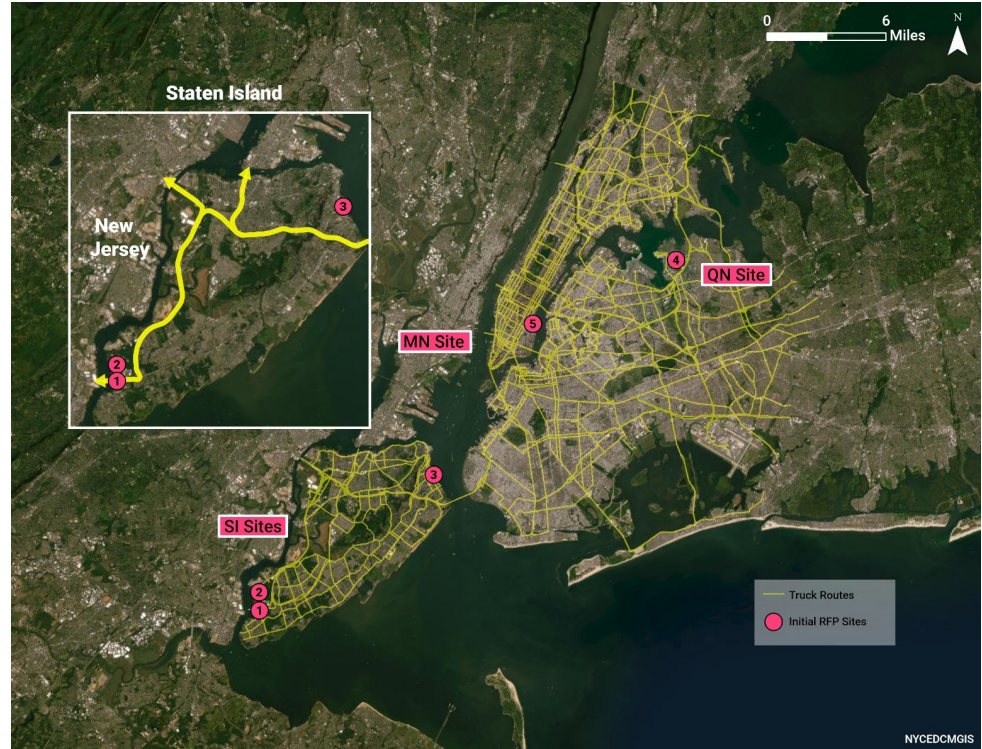 0 6
Miles
N
Staten Island
3
New
Jersey
2
1
4
QN Site
5
MN Site
3
SI Sites
2
1
Truck Routes
Initial RFP Sites
NYCEDCMGIS